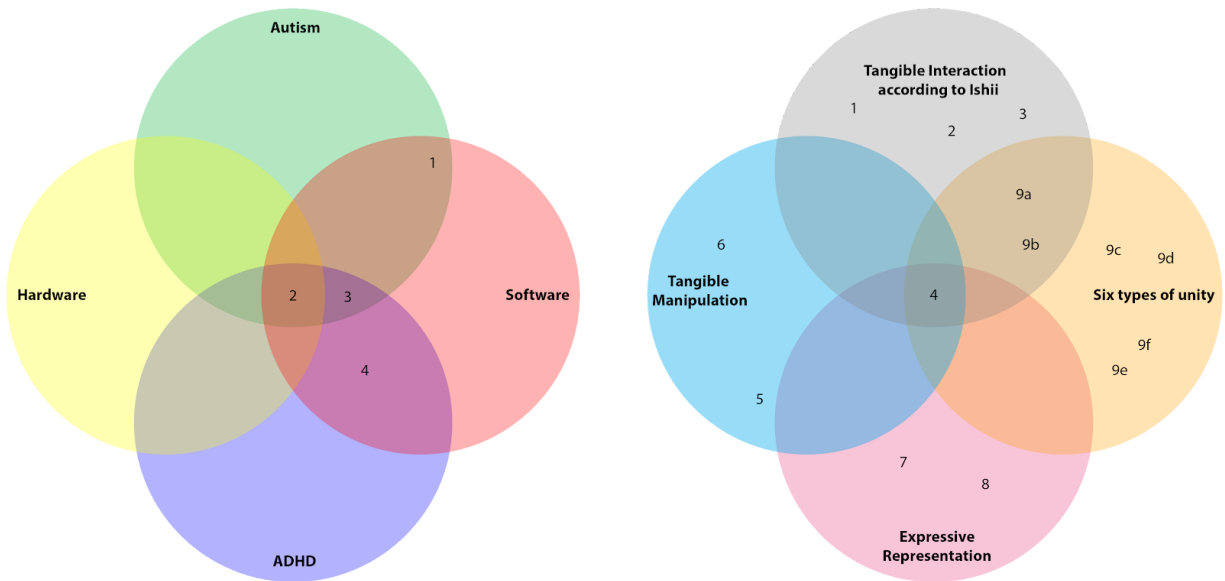 Autism
1
Hardware
2
3
Software
4
ADHD
Tangible Interaction
according to Ishii
1
2
3
9a
9b
9c
9d
6
Tangible
Manipulation
4
Six types of unity
9f
9e
5
7
8
Expressive
Representation